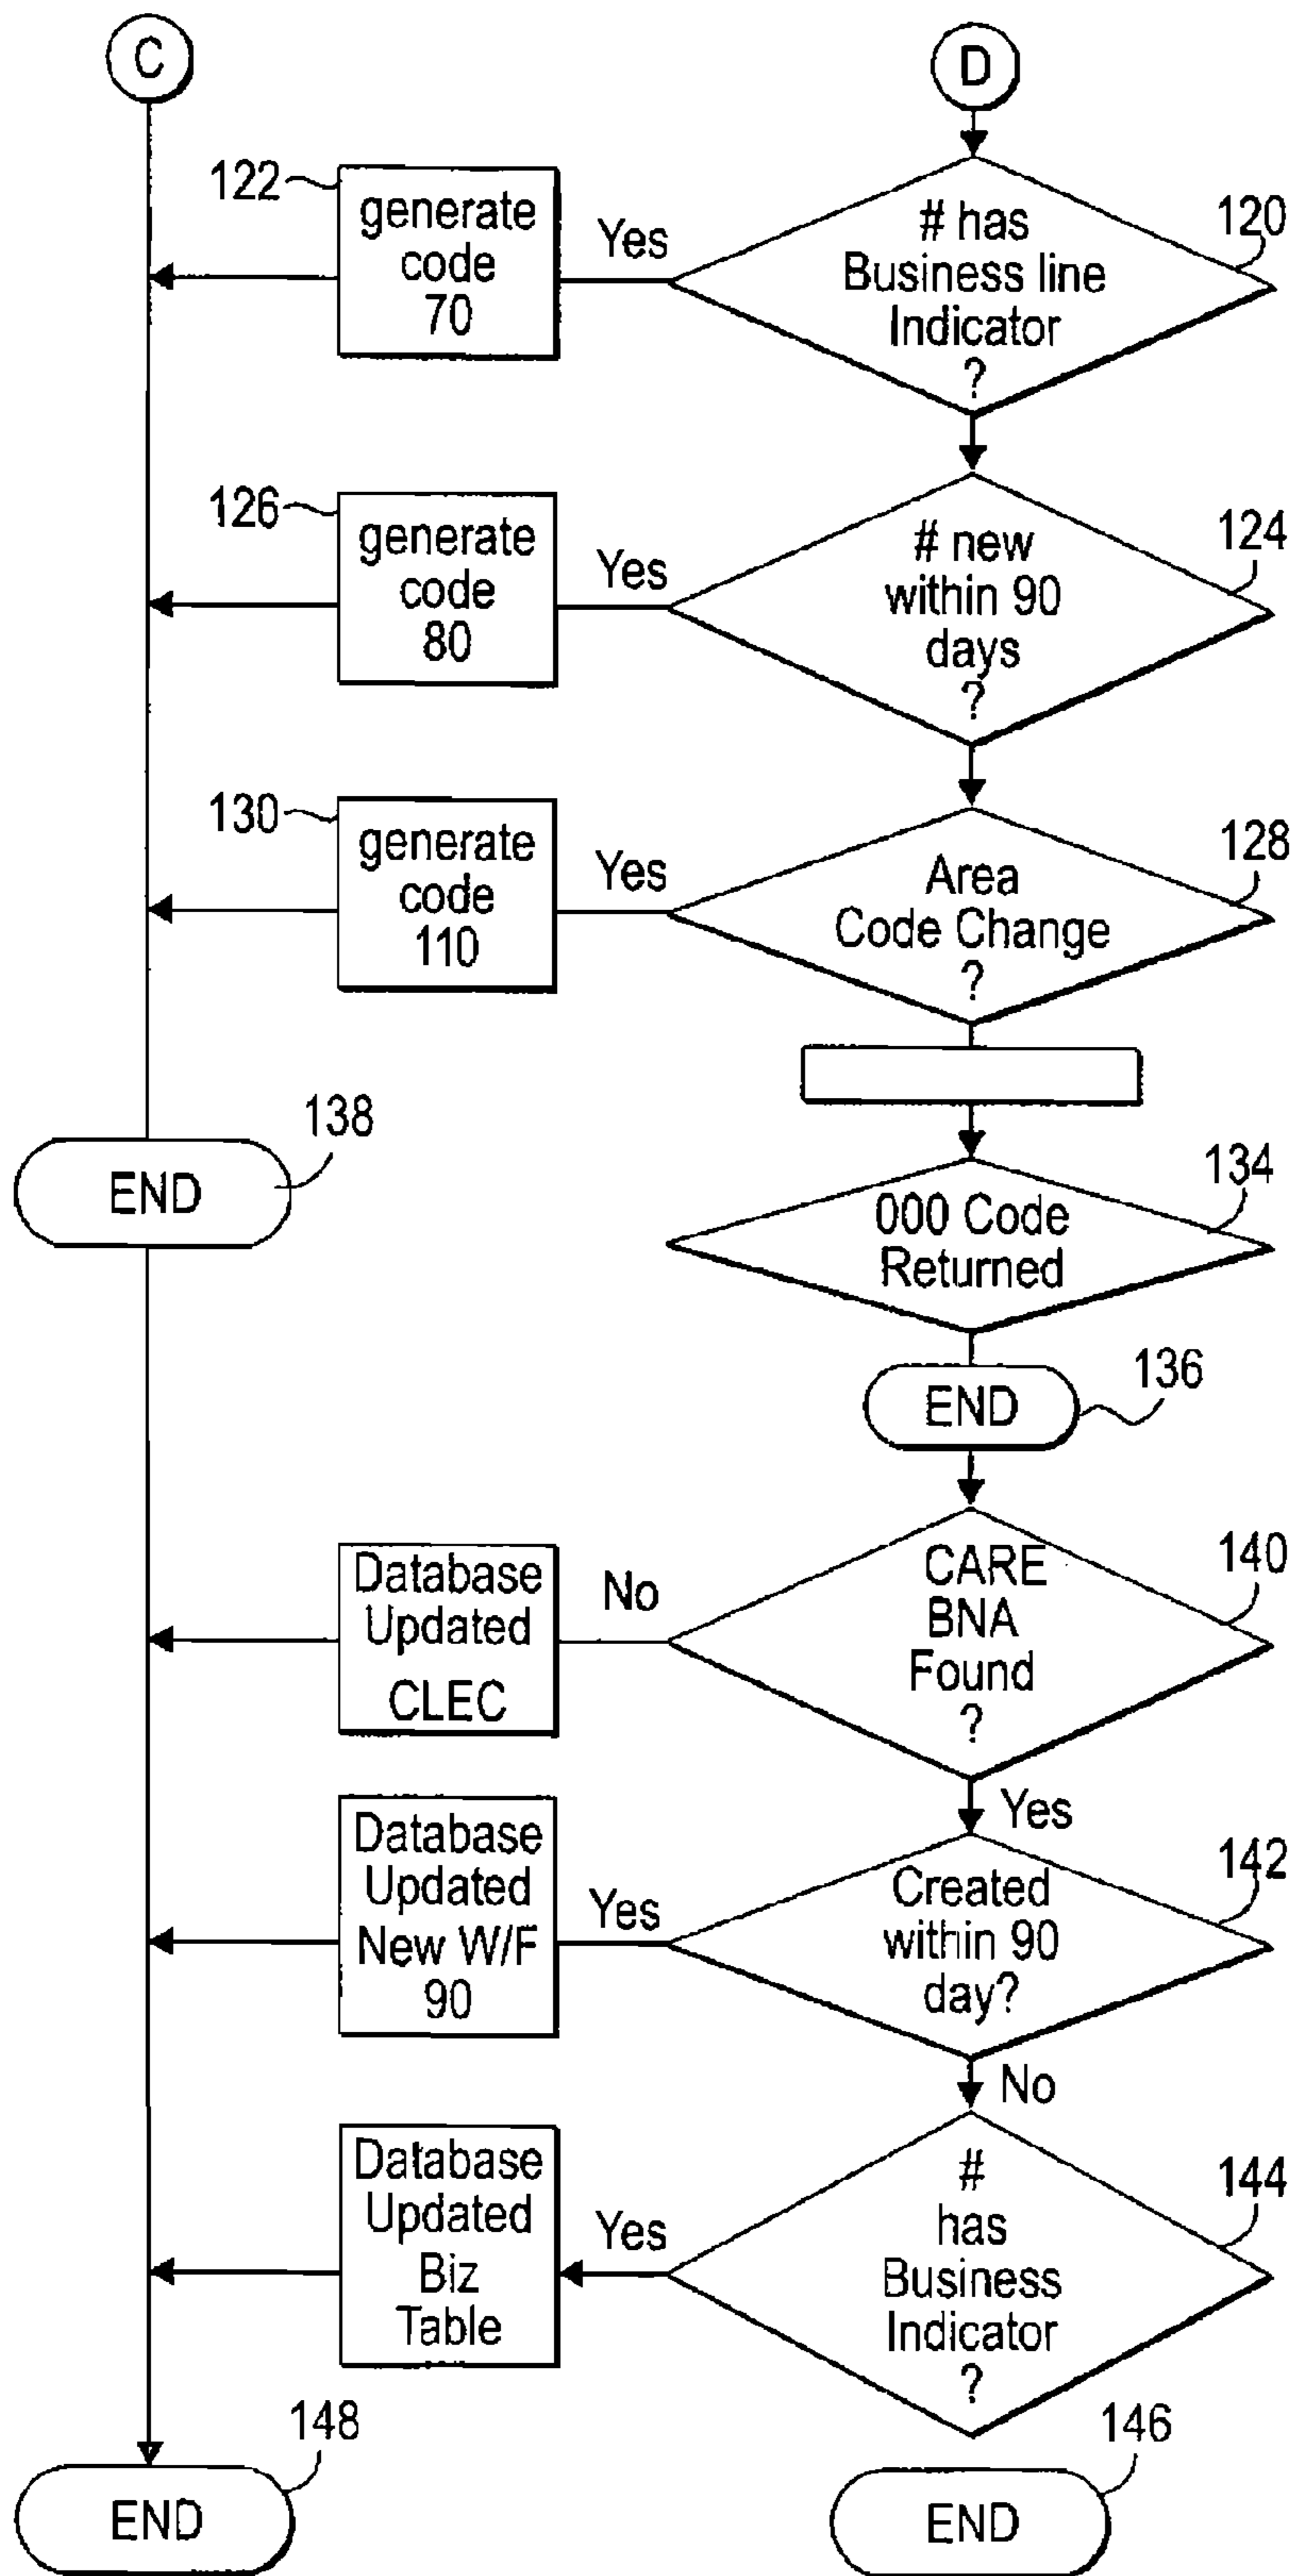 C
D
122
generate
code
70
Yes
# has
Business line
Indicator
?
120
126
generate
code
80
Yes
# new
within 90
days
?
124
130
generate
code
110
Yes
Area
Code Change
?
128
END
138
000 Code
Returned
134
END
136
Database
Updated
CLEC
No
CARE
BNA
Found
?
140
Yes
Database
Updated
New W/F
90
Yes
Created
within 90
day?
142
No
Database
Updated
Biz
Table
Yes
#
has
Business
Indicator
?
144
END
148
END
146